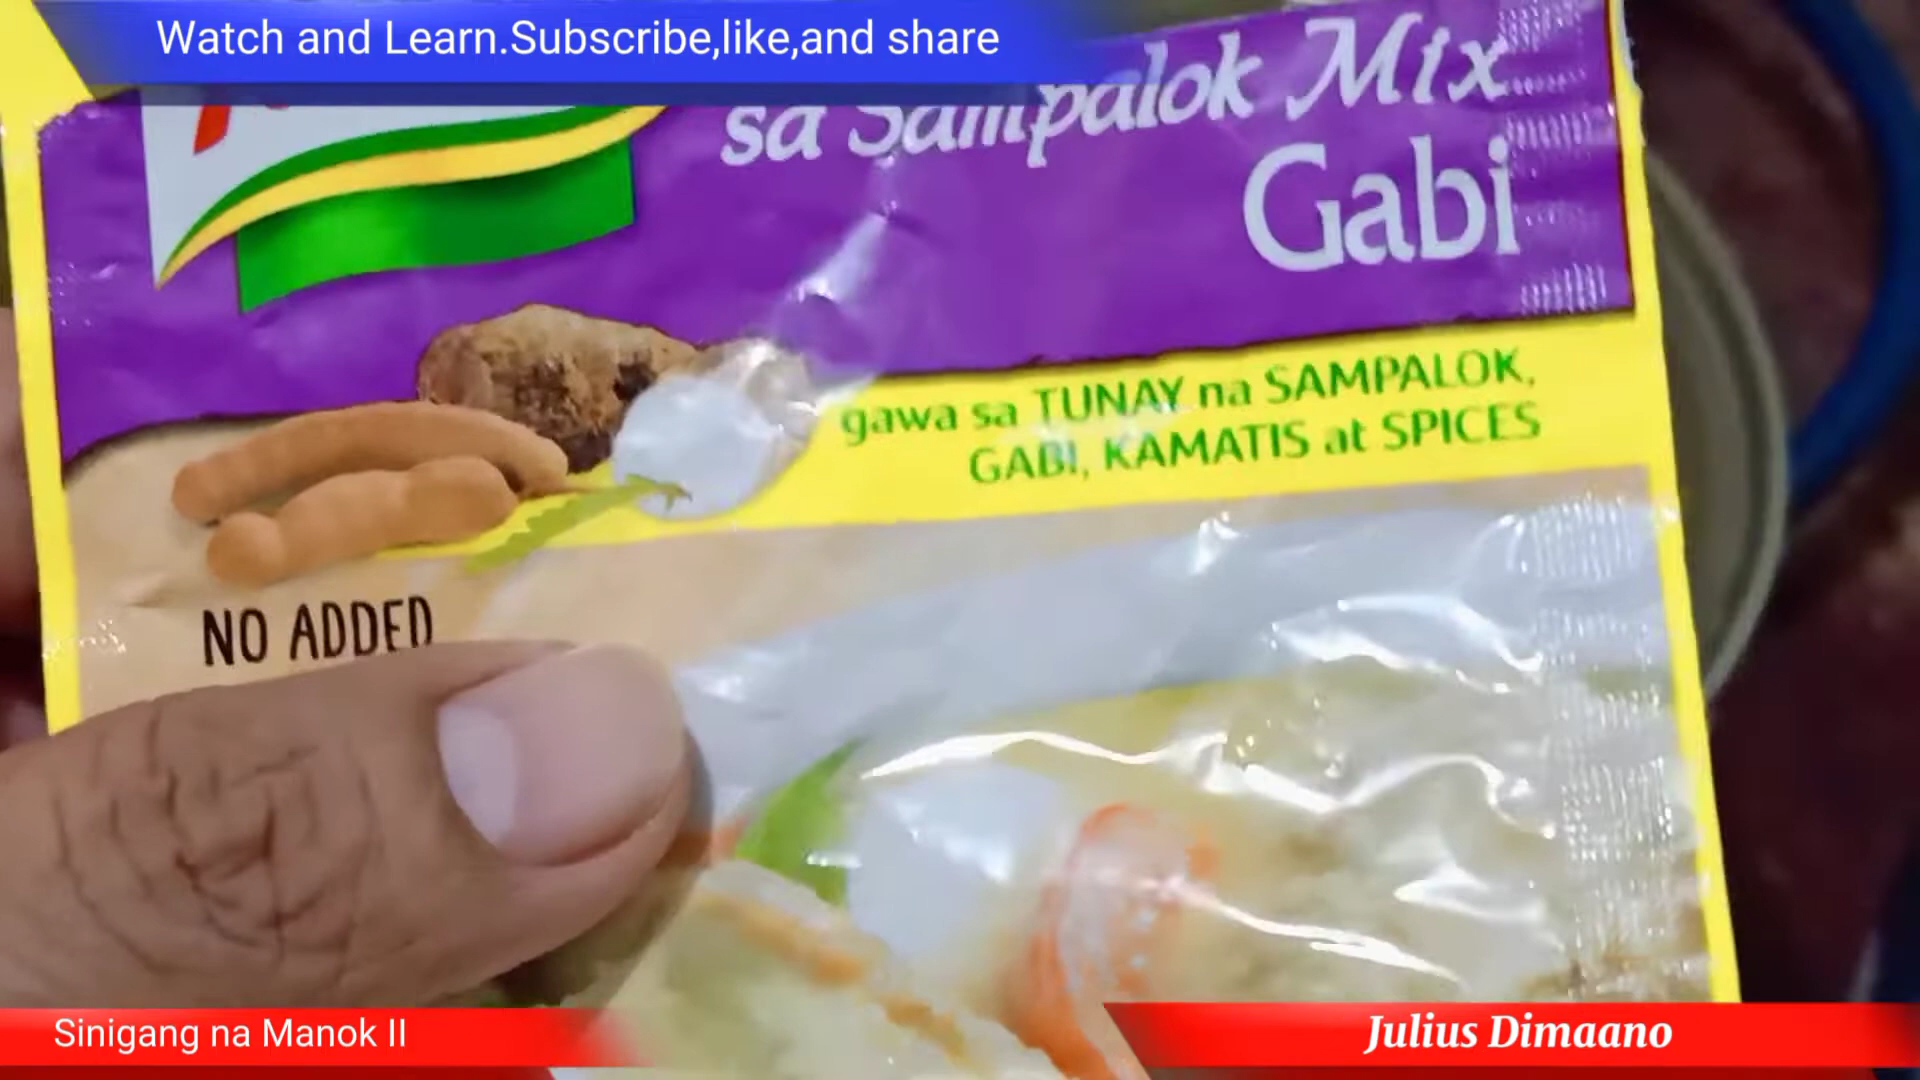 Watch and Learn.Subscribe,like,and share
sa Sampalok Mix
Gabi
gawa sa TUNAY na SAMPALOK,
GABI, KAMATIS at SPICES
NO ADDED
Sinigang na Manok II
Julius Dimaano